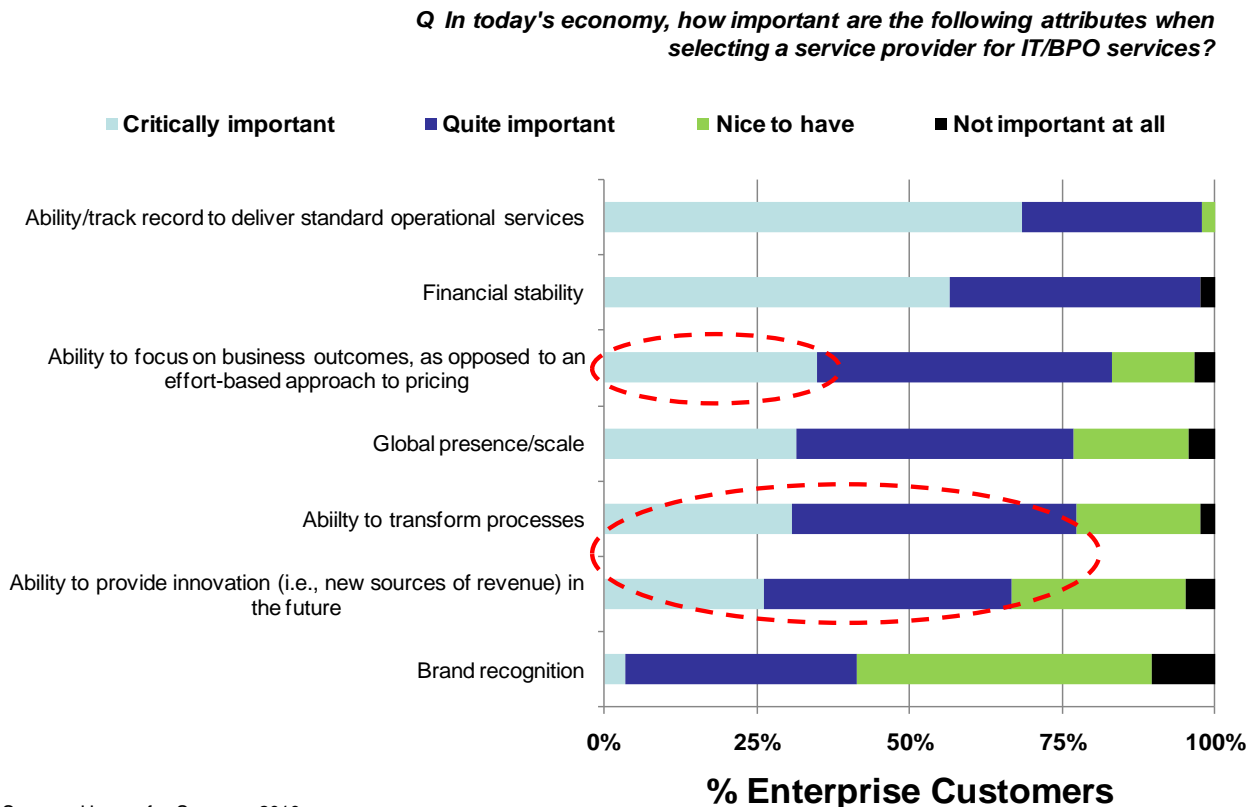 Q In today's economy, how important are the following attributes when
selecting a service provider for IT/BPO services?
Critically important Quite important Nice to have Not important at all
Ability/track record to deliver standard operational services
Financial stability
Ability to focus on business outcomes, as opposed to an
effort-based approach to pricing
Global presence/scale
Abiilty to transform processes
Ability to provide innovation (i.e., new sources of revenue) in
the future
Brand recognition
0% 25% 50% 75% 100%
% Enterprise Customers